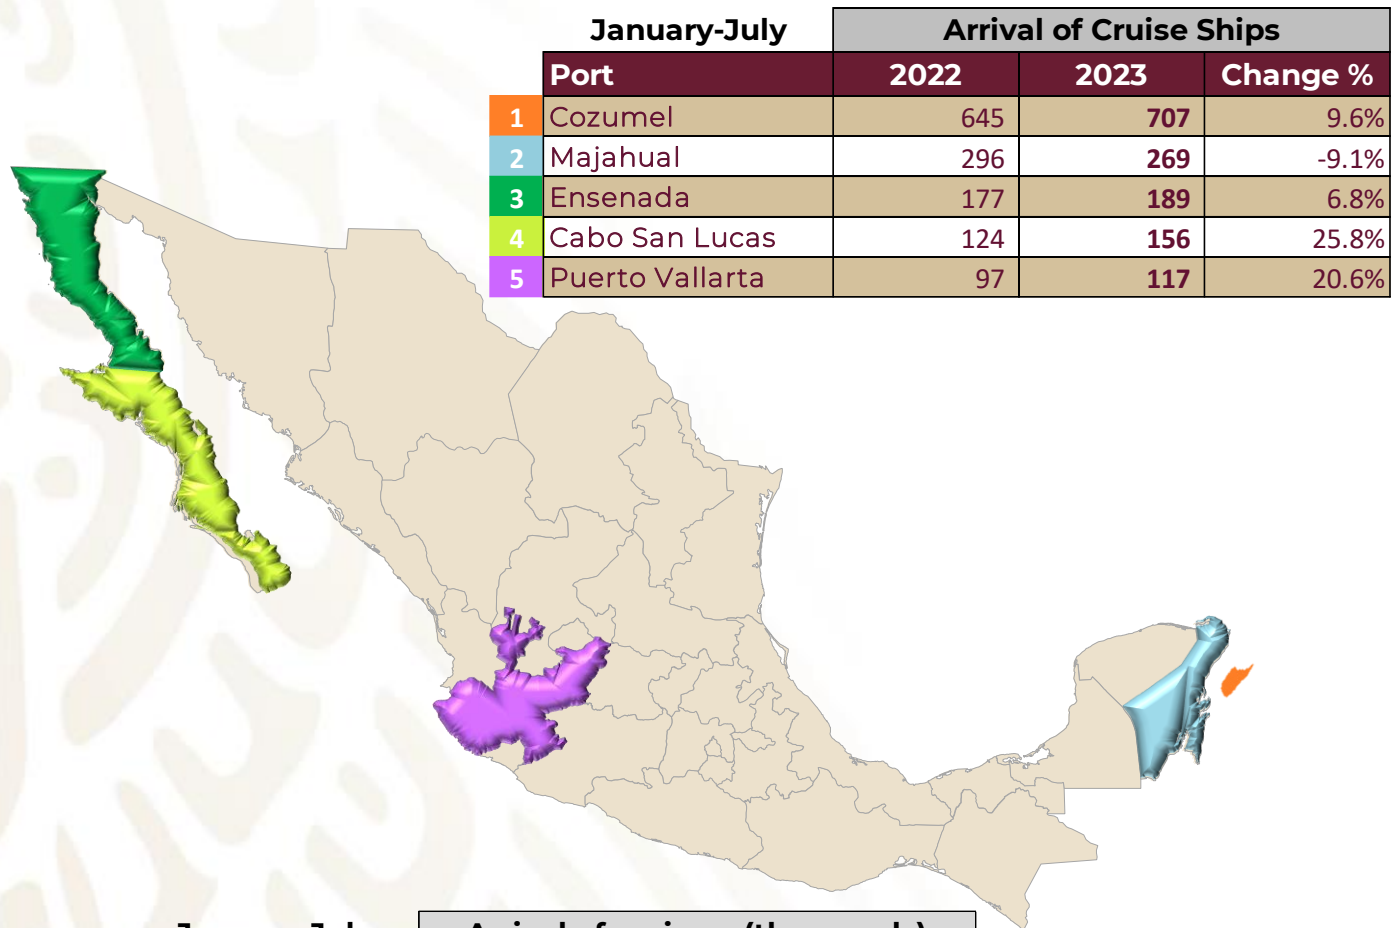 January-July Arrival of Cruise Ships
Port 2022 2023 Change %
1 Cozumel 645 707 9.6%
2 Majahual 296 269 -9.1%
3 Ensenada 177 189 6.8%
4 Cabo San Lucas 124 156 25.8%
5 Puerto Vallarta 97 117 20.6%